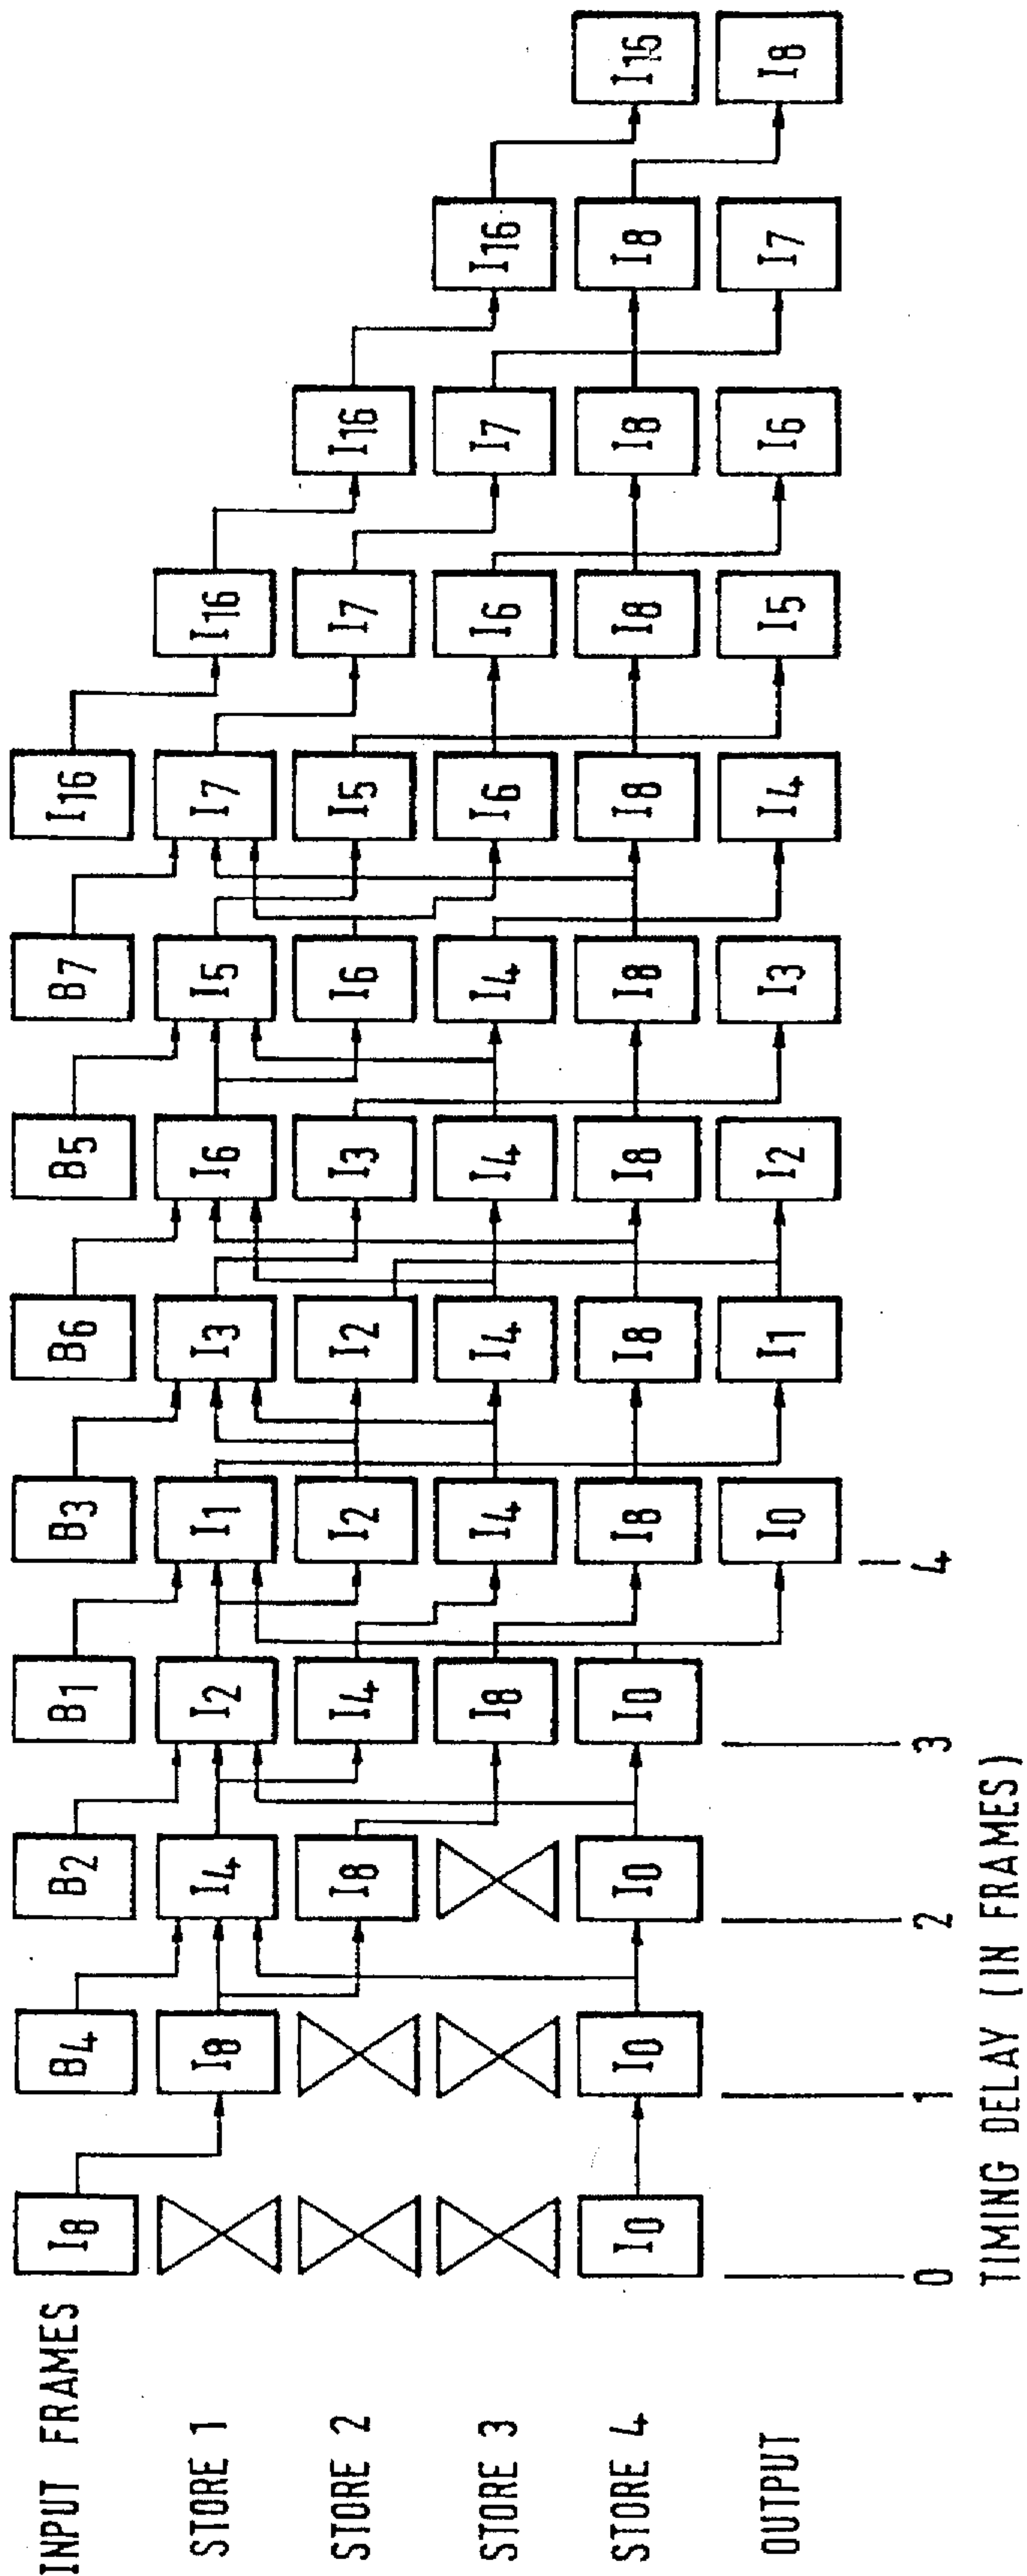 INPUT FRAMES I8 B4 B2 B1 B3 B6 B5 B7 I16
STORE 1 I8 I4 I2 I1 I3 I6 I5 I7 I16
STORE 2 I8 I4 I2 I2 I3 I6 I5 I7 I16
STORE 3 I8 I4 I4 I4 I4 I6 I6 I7 I16
STORE 4 I0 I0 I0 I0 I8 I8 I8 I8 I8 I8 I8 I8 I16
OUTPUT I0 I1 I2 I3 I4 I5 I6 I7 I8
0 1 2 3 4
TIMING DELAY (IN FRAMES)